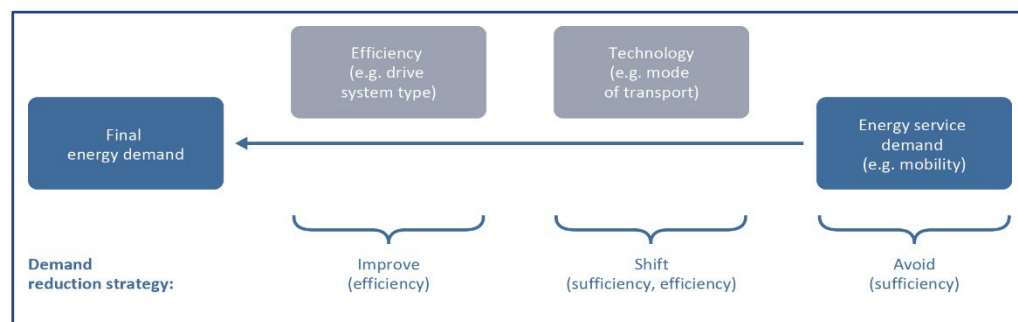 Efficiency
(e.g. drive
system type)
Technology
(e.g. mode
of transport)
Final
energy demand
Energy service
demand
(e.g. mobility)
Demand
reduction strategy:
Improve
(efficiency)
Shift
(sufficiency, efficiency)
Avoid
(sufficiency)